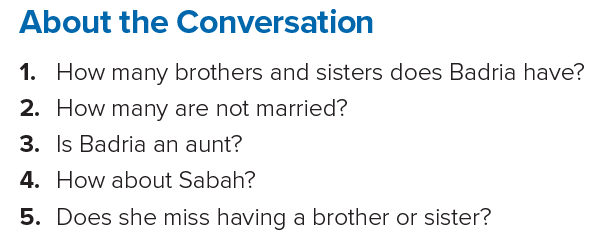 About the Conversation
1. How many brothers and sisters does Badria have?
2. How many are not married?
3. Is Badria an aunt?
4. How about Sabah?
5. Does she miss having a brother or sister?